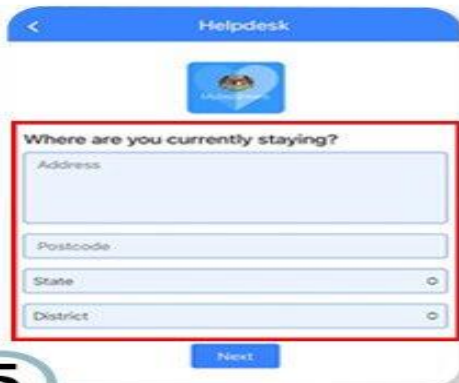 Helpdesk
Where are you currently staying?
Address
Postcode
State
District
Next
5